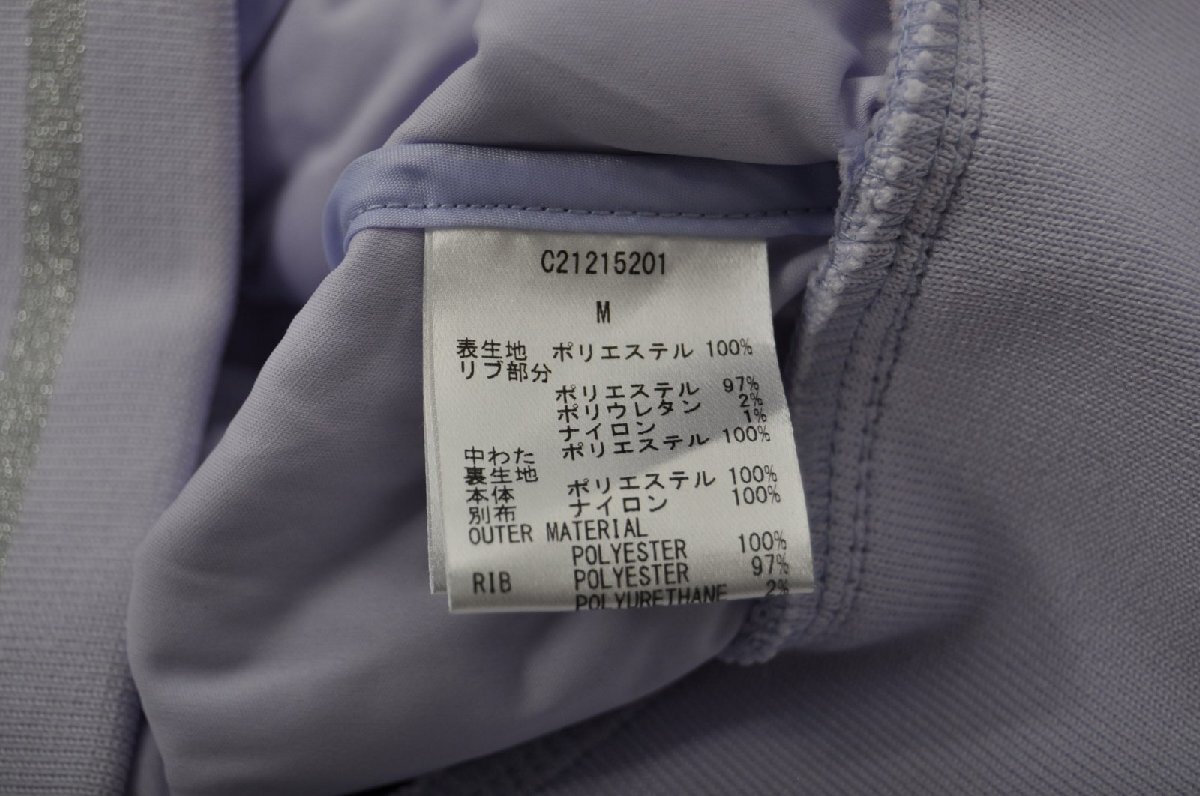 C21215201
M
表生地 ポリエステル 100%
リブ部分
ポリエステル 97%
ポリウレタン 2%
ナイロン 1%
中わた ポリエステル 100%
裏生地
本体 ポリエステル 100%
別布 ナイロン 100%
OUTER MATERIAL
POLYESTER 100%
RIB POLYESTER 97%
POLYURETHANE 2%